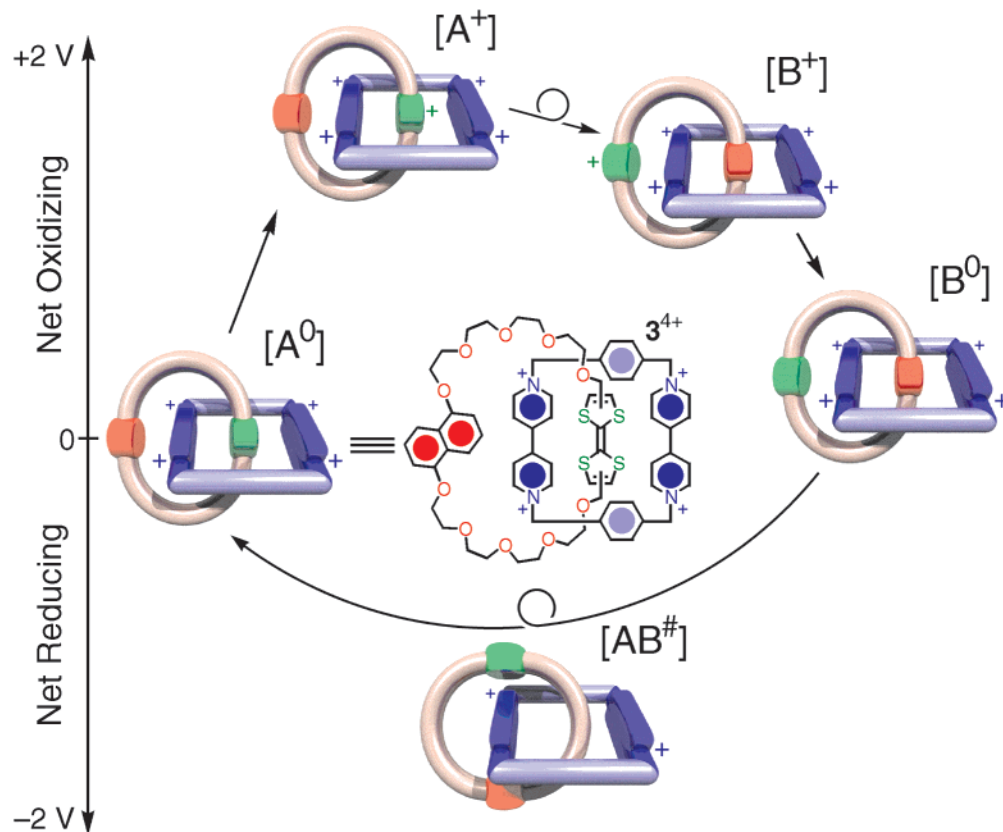 [A⁺]
+2 V
[B⁺]
+ +
+
+ +
+ +
+
+ +
Net Oxidizing
[B⁰]
[A⁰]
3⁴⁺
+ +
O O O O
+ +
N N
+ +
O
S S
0
+ +
+ +
S S
O
N N
+ +
O
O O O O
Net Reducing
[AB#]
+
+
−2 V